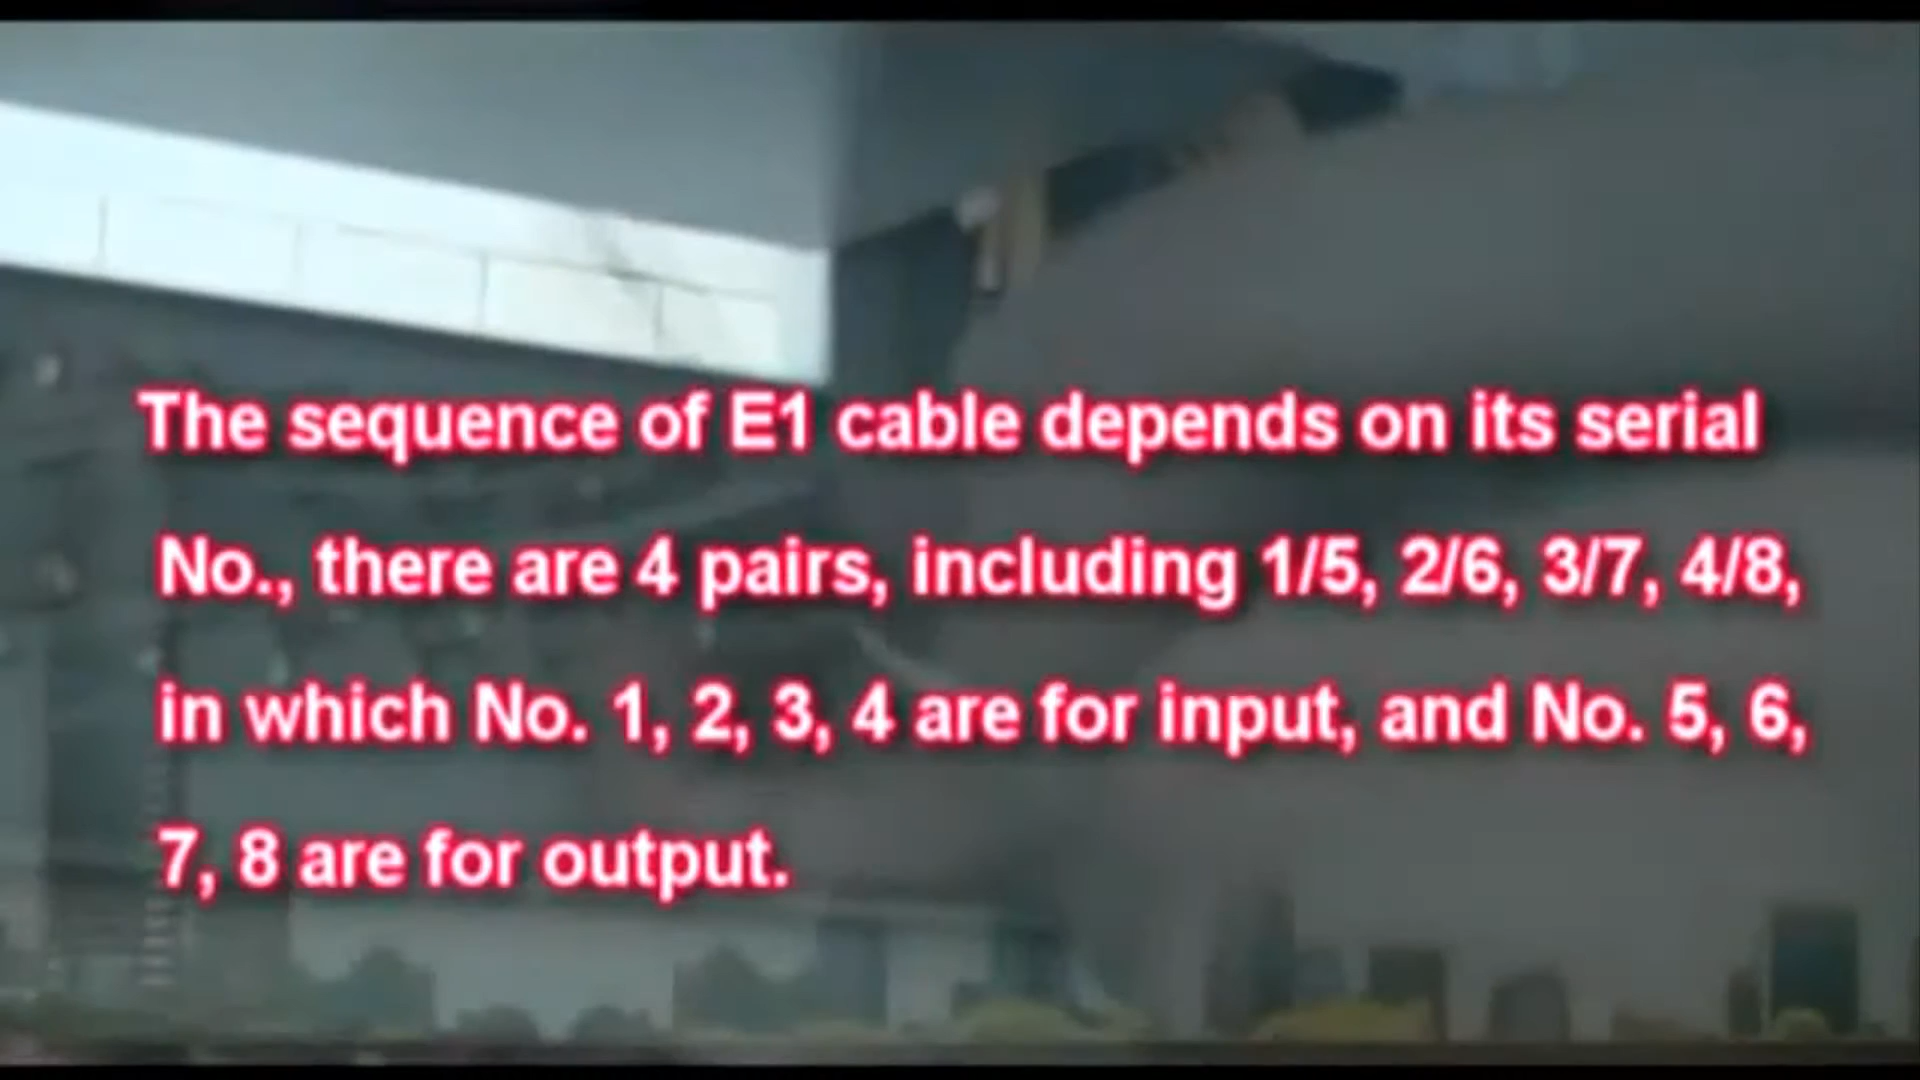 The sequence of E1 cable depends on its serial
No., there are 4 pairs, including 1/5, 2/6, 3/7, 4/8,
in which No. 1, 2, 3, 4 are for input, and No. 5, 6,
7, 8 are for output.